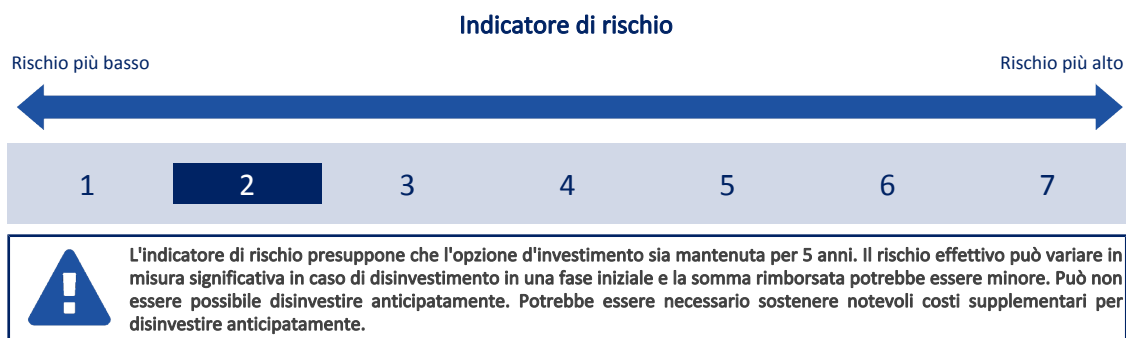 Indicatore di rischio
Rischio più basso
Rischio più alto
1 2 3 4 5 6 7
L'indicatore di rischio presuppone che l'opzione d'investimento sia mantenuta per 5 anni. Il rischio effettivo può variare in
misura significativa in caso di disinvestimento in una fase iniziale e la somma rimborsata potrebbe essere minore. Può non
essere possibile disinvestire anticipatamente. Potrebbe essere necessario sostenere notevoli costi supplementari per
disinvestire anticipatamente.